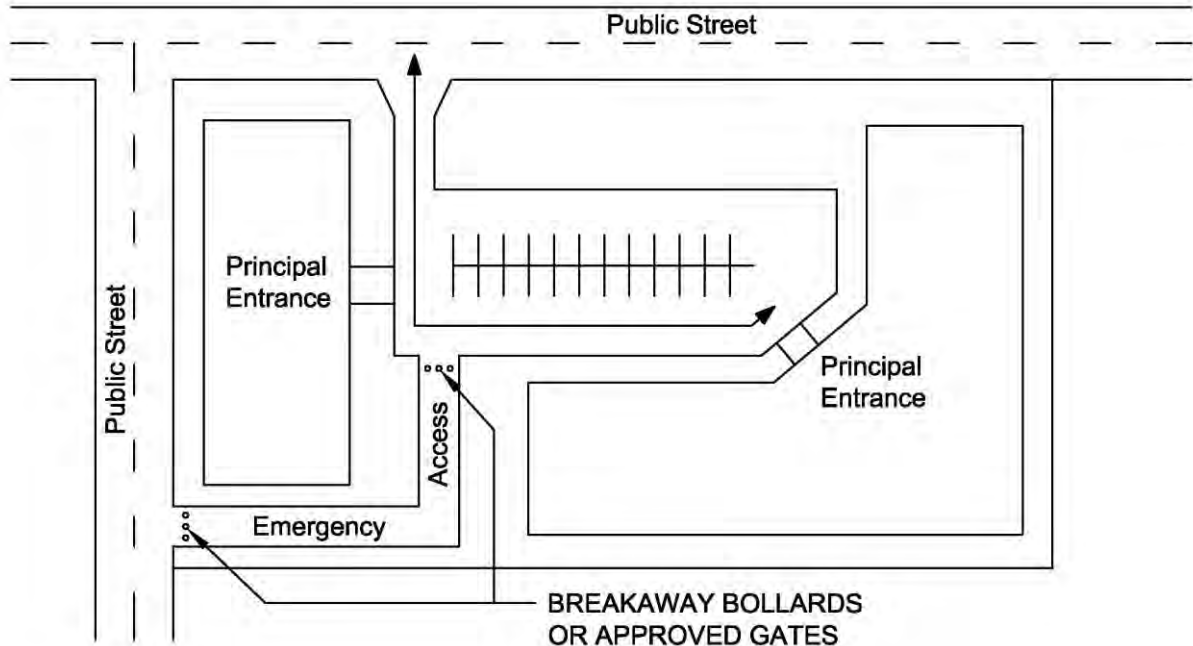 Public Street
Principal
Entrance
Public Street
Principal
Entrance
Access
Emergency
BREAKAWAY BOLLARDS
OR APPROVED GATES